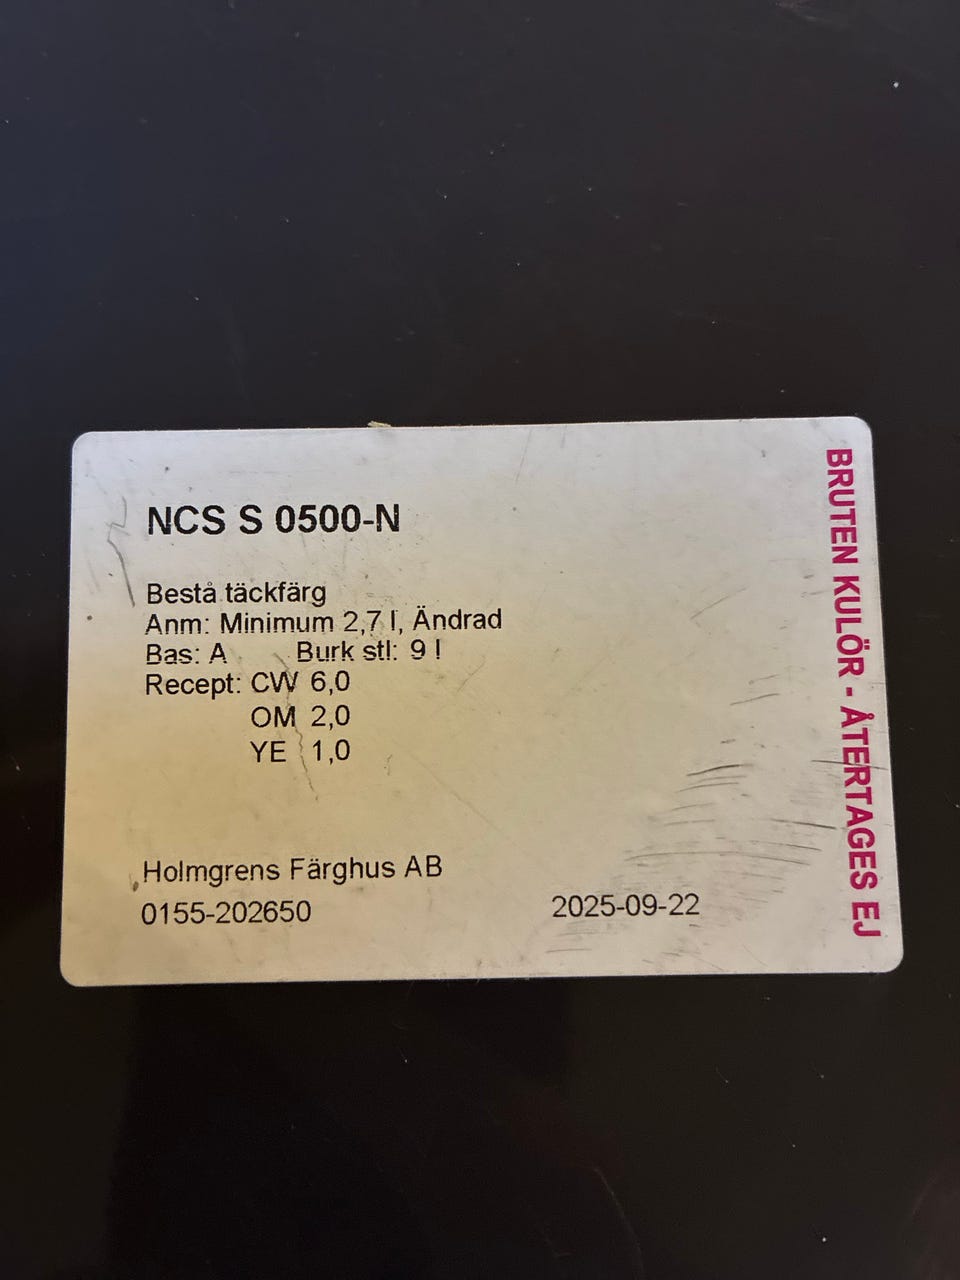 NCS S 0500-N
Bestå täckfärg
Anm: Minimum 2,7 l, Ändrad
Bas: A Burk stl: 9 l
Recept: CW 6,0
OM 2,0
YE 1,0
Holmgrens Färghus AB
0155-202650 2025-09-22
BRUTEN KULÖR - ÅTERTAGES EJ